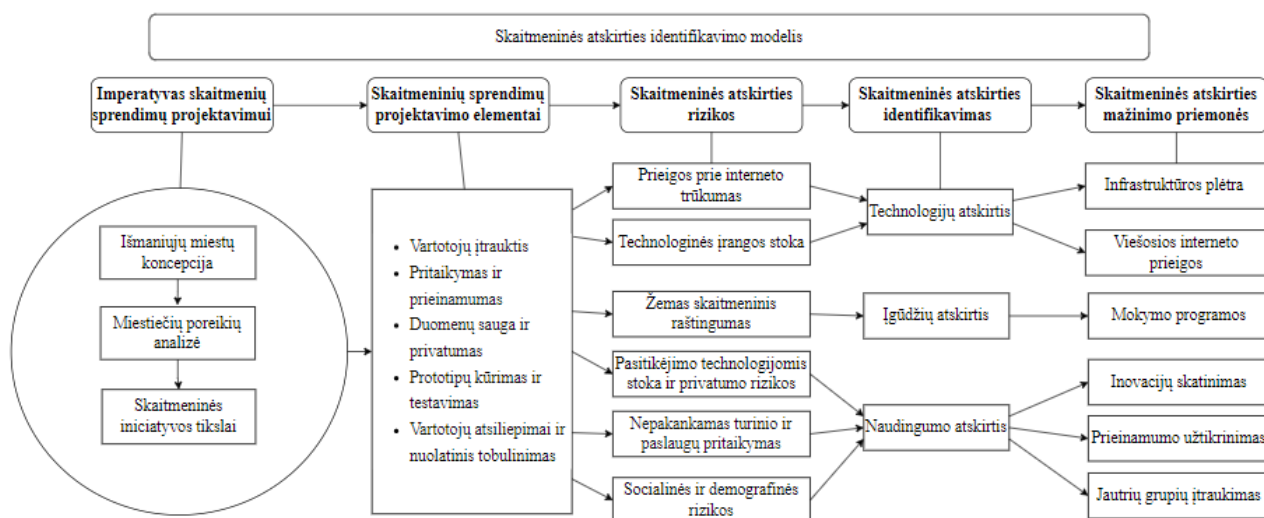 Skaitmeninės atskirties identifikavimo modelis
Imperatyvas skaitmenių
sprendimų projektavimui
Skaitmeninių sprendimų
projektavimo elementai
Skaitmeninės atskirties
rizikos
Skaitmeninės atskirties
identifikavimas
Skaitmeninės atskirties
mažinimo priemonės
Išmaniųjų miestų
koncepcija
Miestiečių poreikių
analizė
Skaitmeninės
iniciatyvos tikslai
• Vartotojų įtrauktis
• Pritaikymas ir
prieinamumas
• Duomenų sauga ir
privatumas
• Prototipų kūrimas ir
testavimas
• Vartotojų atsiliepimai ir
nuolatinis tobulinimas
Prieigos prie interneto
trūkumas
Technologinės įrangos stoka
Žemas skaitmeninis
raštingumas
Pasitikėjimo technologijomis
stoka ir privatumo rizikos
Nepakankamas turinio ir
paslaugų pritaikymas
Socialinės ir demografinės
rizikos
Technologijų atskirtis
Įgūdžių atskirtis
Naudingumo atskirtis
Infrastruktūros plėtra
Viešosios interneto
prieigos
Mokymo programos
Inovacijų skatinimas
Prieinamumo užtikrinimas
Jautrių grupių įtraukimas